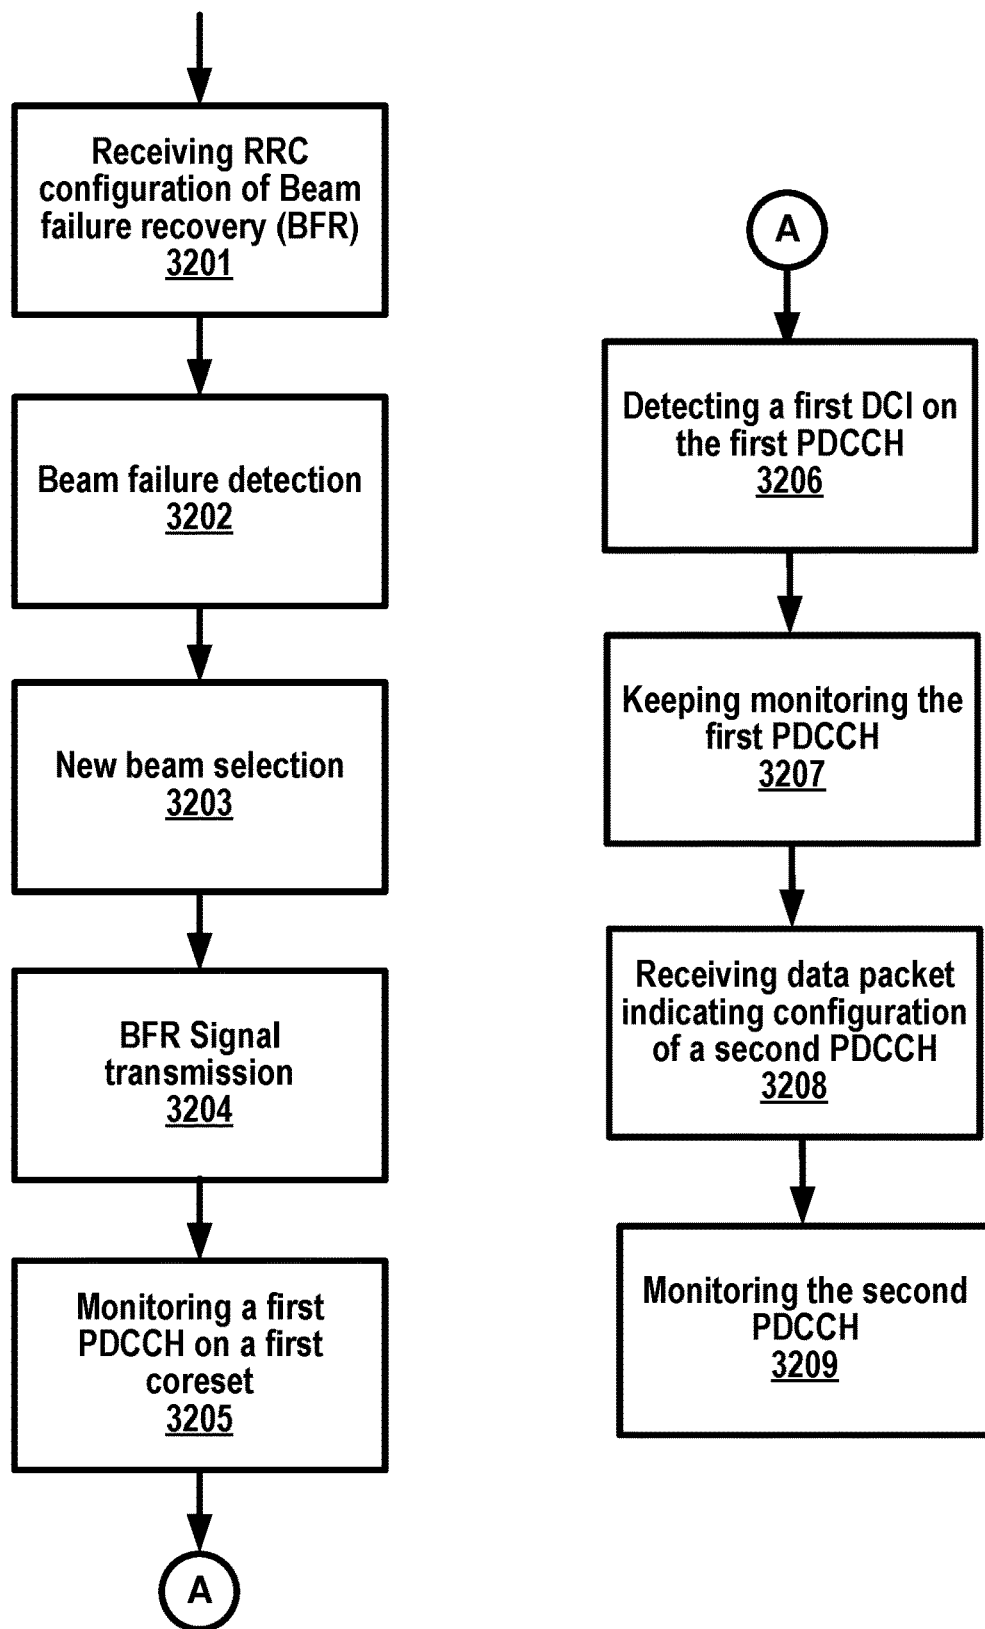 Receiving RRC
configuration of Beam
failure recovery (BFR)
3201
Beam failure detection
3202
New beam selection
3203
BFR Signal
transmission
3204
Monitoring a first
PDCCH on a first
coreset
3205
A
A
Detecting a first DCI on
the first PDCCH
3206
Keeping monitoring the
first PDCCH
3207
Receiving data packet
indicating configuration
of a second PDCCH
3208
Monitoring the second
PDCCH
3209